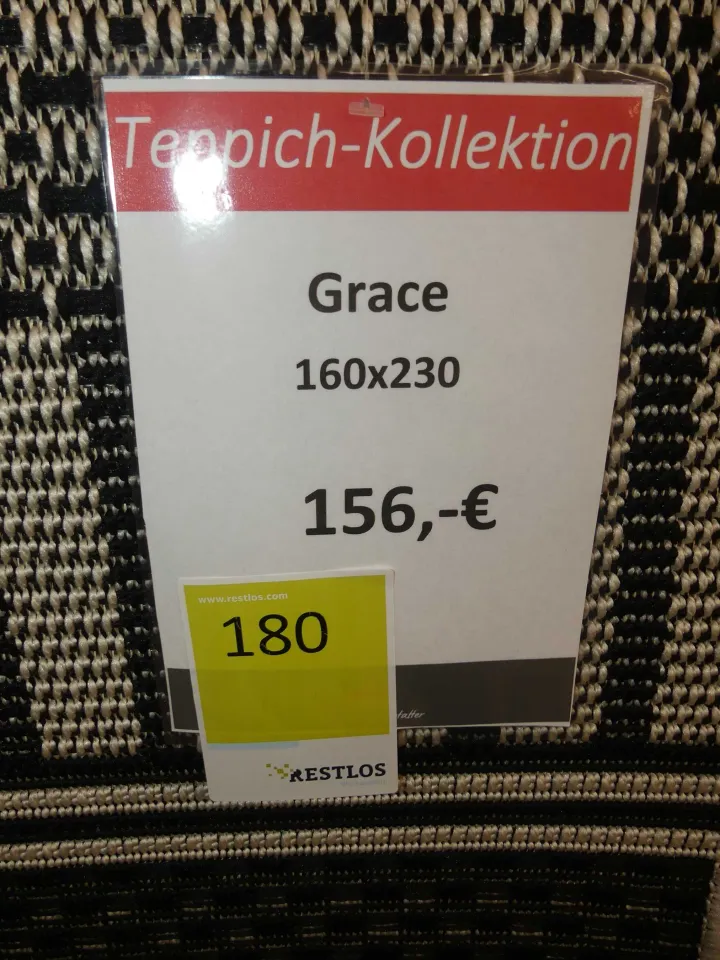 Teppich-Kollektion
Grace
160x230
156,-€
www.restlos.com
180
RESTLOS